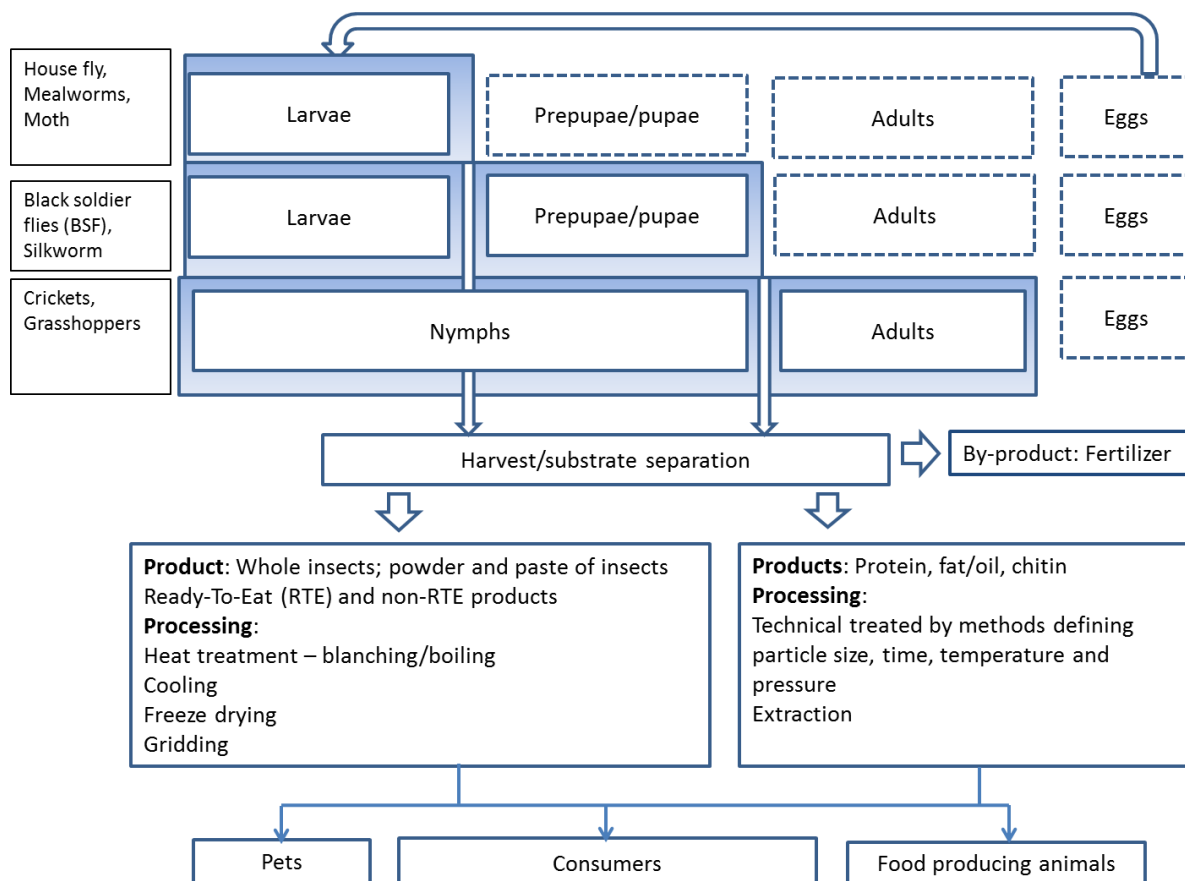 House fly,
Mealworms,
Moth
Larvae
Prepupae/pupae
Adults
Eggs
Black soldier
flies (BSF),
Silkworm
Larvae
Prepupae/pupae
Adults
Eggs
Crickets,
Grasshoppers
Nymphs
Adults
Eggs
Harvest/substrate separation
By-product: Fertilizer
Product: Whole insects; powder and paste of insects
Ready-To-Eat (RTE) and non-RTE products
Processing:
Heat treatment – blanching/boiling
Cooling
Freeze drying
Gridding
Products: Protein, fat/oil, chitin
Processing:
Technical treated by methods defining
particle size, time, temperature and
pressure
Extraction
Pets
Consumers
Food producing animals